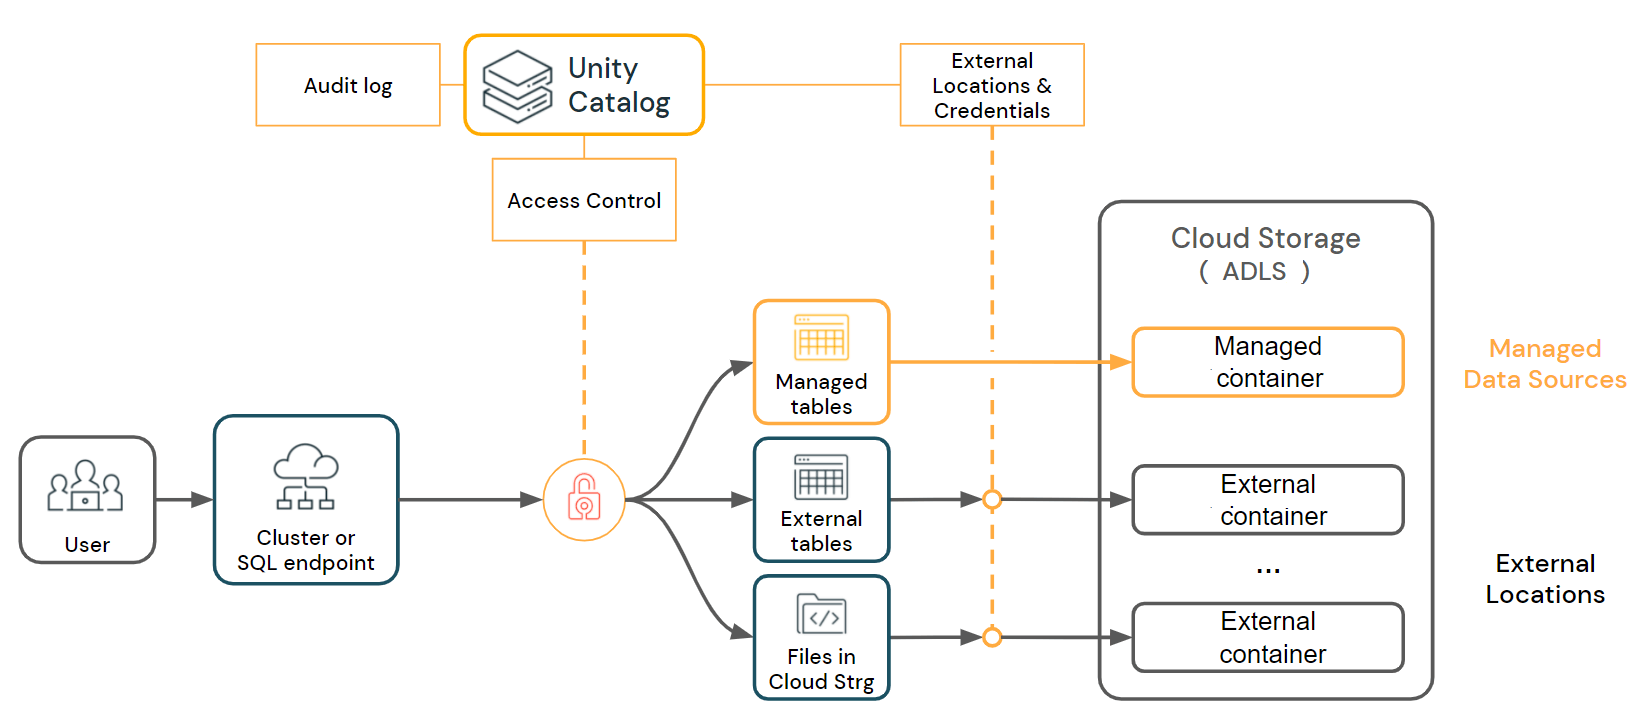 Audit log
Unity
Catalog
External
Locations &
Credentials
Access Control
Cloud Storage
( ADLS )
Managed
tables
Managed
container
Managed
Data Sources
User
Cluster or
SQL endpoint
External
tables
External
container
...
External
Locations
Files in
Cloud Strg
External
container